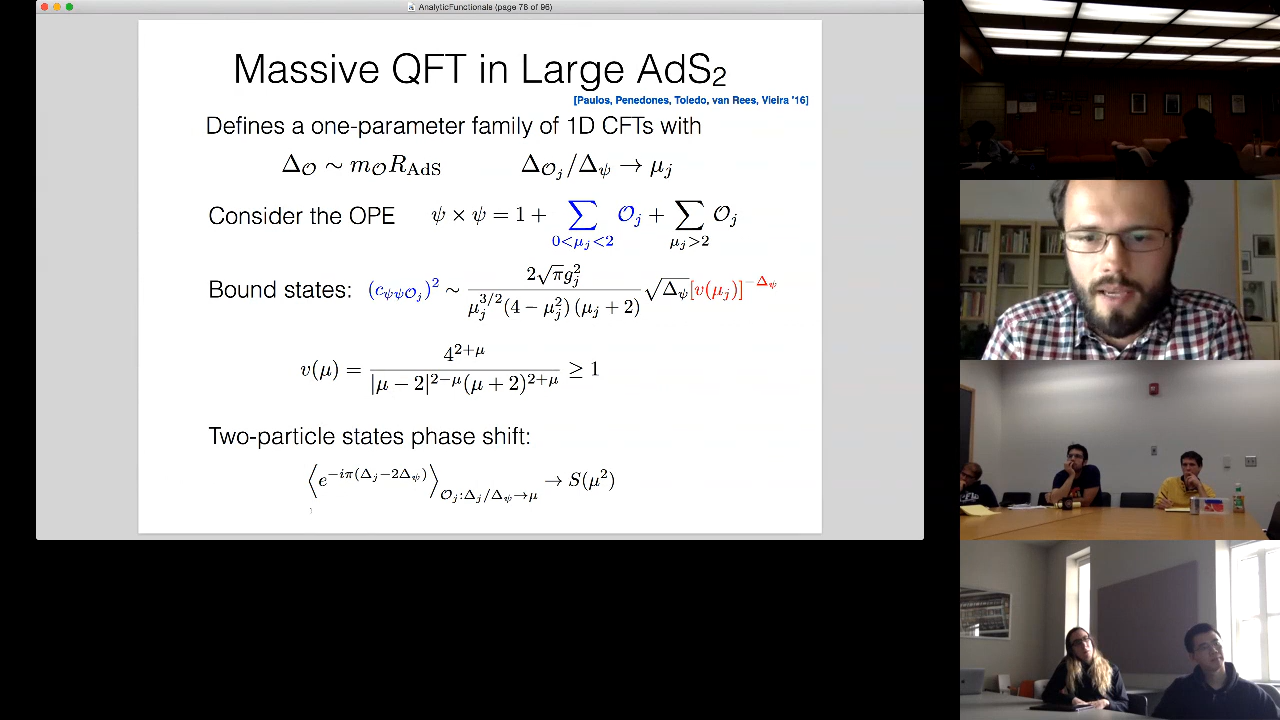 AnalyticFunctionals (page 78 of 96)
Massive QFT in Large AdS₂
[Paulos, Penedones, Toledo, van Rees, Vieira '16]
Defines a one-parameter family of 1D CFTs with
Δ_𝒪 ∼ m_𝒪 R_AdS    Δ_{𝒪_j}/Δ_ψ → μ_j
Consider the OPE ψ × ψ = 1 + ∑_{0<μ_j<2} 𝒪_j + ∑_{μ_j>2} 𝒪_j
Bound states: (c_{ψψ𝒪_j})² ∼ \frac{2√π g_j²}{μ_j^{3/2}(4 − μ_j²)(μ_j + 2)} √Δ_ψ [v(μ_j)]^{−Δ_ψ}
v(μ) = \frac{4^{2+μ}}{|μ − 2|^{2−μ}(μ + 2)^{2+μ}} ≥ 1
Two-particle states phase shift:
⟨e^{−iπ(Δ_j−2Δ_ψ)}⟩_{𝒪_j:Δ_j/Δ_ψ→μ} → S(μ²)